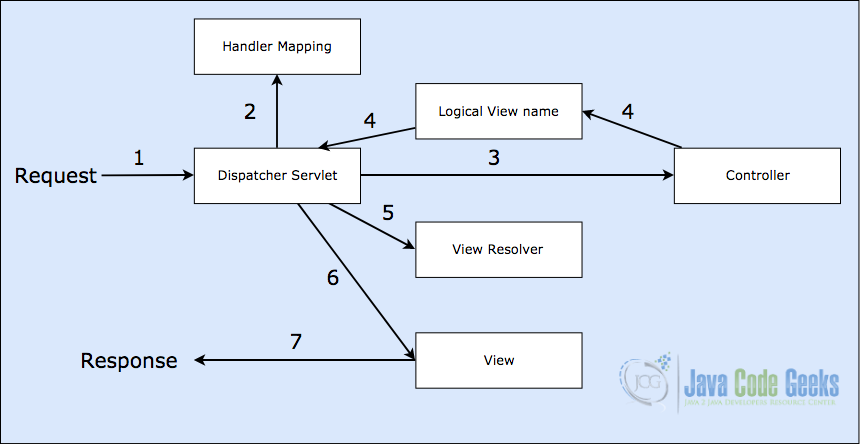 Handler Mapping
2
Logical View name
4
4
1
Request
Dispatcher Servlet
3
Controller
5
View Resolver
6
7
Response
View
JCG
Java Code Geeks
JAVA 2 JAVA DEVELOPERS RESOURCE CENTER